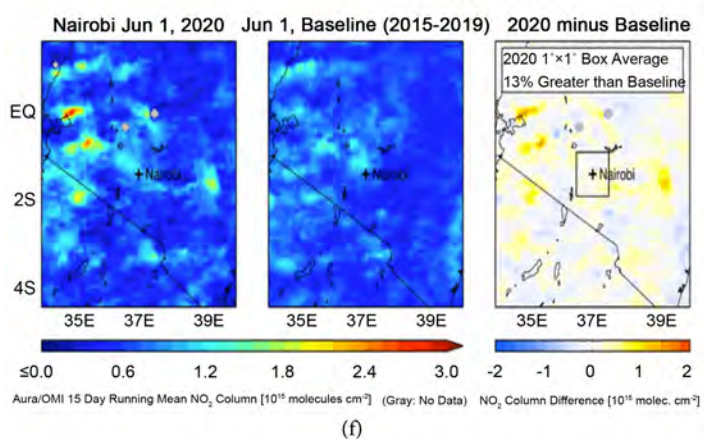 Nairobi Jun 1, 2020
Jun 1, Baseline (2015-2019)
2020 minus Baseline
2020 1°×1° Box Average
13% Greater than Baseline
EQ
2S
4S
Nairobi
Nairobi
Nairobi
35E 37E 39E
35E 37E 39E
35E 37E 39E
≤0.0 0.6 1.2 1.8 2.4 3.0
-2 -1 0 1 2
Aura/OMI 15 Day Running Mean NO₂ Column [10¹⁵ molecules cm⁻²] (Gray: No Data)
NO₂ Column Difference [10¹⁵ molec. cm⁻²]
(f)